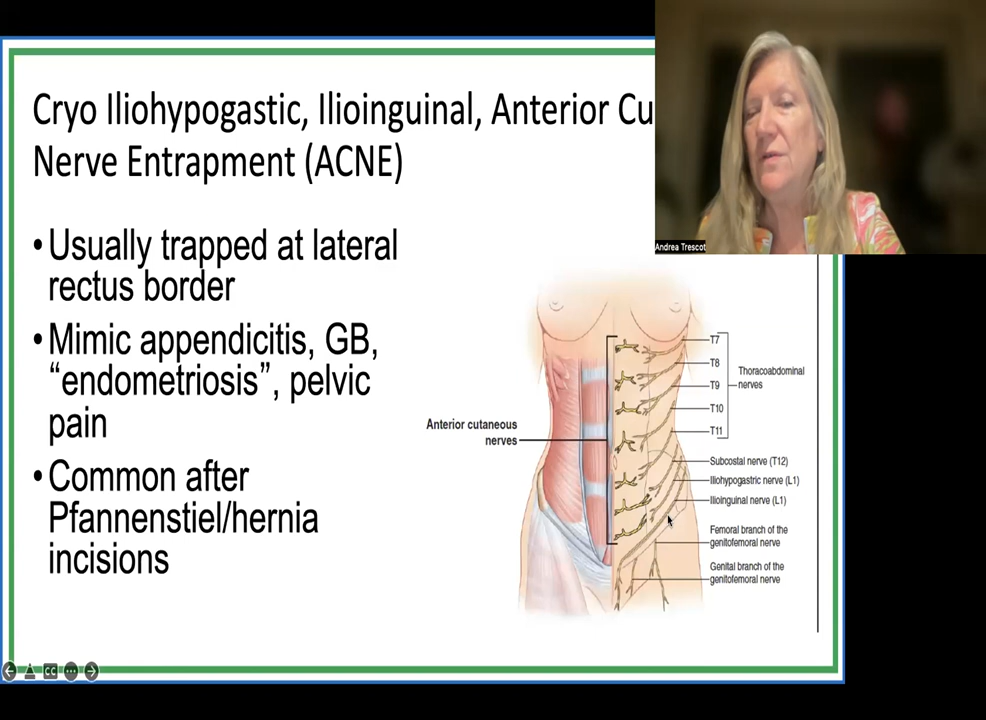 Cryo Iliohypogastic, Ilioinguinal, Anterior Cu
Nerve Entrapment (ACNE)
•Usually trapped at lateral
rectus border
•Mimic appendicitis, GB,
“endometriosis”, pelvic
pain
•Common after
Pfannenstiel/hernia
incisions
Andrea Trescot
Anterior cutaneous
nerves
T7
T8
T9
T10
T11
Thoracoabdominal
nerves
Subcostal nerve (T12)
Iliohypogastric nerve (L1)
Ilioinguinal nerve (L1)
Femoral branch of the
genitofemoral nerve
Genital branch of the
genitofemoral nerve
CC